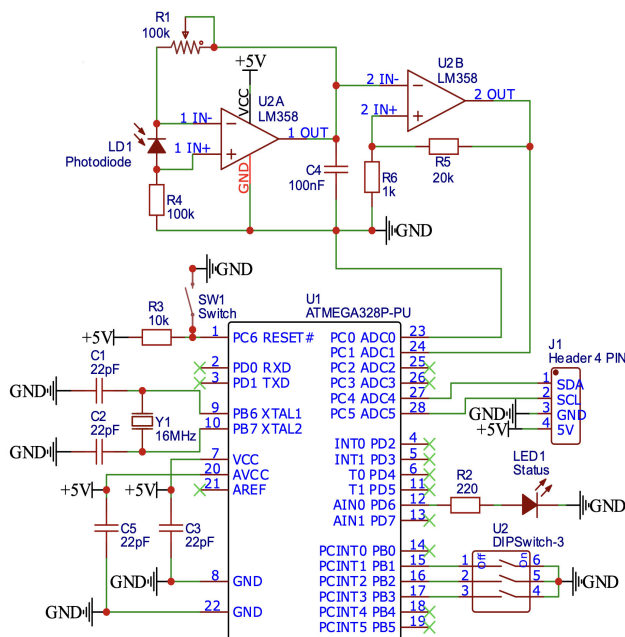 R1
100k
+5V
VCC
U2A
LM358
U2B
LM358
2 IN-
2 OUT
2 IN+
1 IN-
1 OUT
1 IN+
LD1
Photodiode
GND
C4
100nF
R5
20k
R6
1k
R4
100k
GND
GND
SW1
Switch
U1
ATMEGA328P-PU
R3
10k
+5V
1 PC6 RESET#
PC0 ADC0 23
PC1 ADC1 24
2 PD0 RXD
PC2 ADC2 25
3 PD1 TXD
PC3 ADC3 26
PC4 ADC4 27
PC5 ADC5 28
J1
Header 4 PIN
1 SDA
2 SCL
3 GND
4 5V
GND
+5V
C1
22pF
GND
9 PB6 XTAL1
10 PB7 XTAL2
Y1
16MHz
C2
22pF
GND
INT0 PD2 4
INT1 PD3 5
T0 PD4 6
T1 PD5 11
AIN0 PD6 12
AIN1 PD7 13
7 VCC
20 AVCC
21 AREF
+5V
+5V
R2
220
LED1
Status
GND
C5
22pF
C3
22pF
U2
DIPSwitch-3
Off
On
PCINT0 PB0 14
PCINT1 PB1 15
1
6
PCINT2 PB2 16
2
5
GND
PCINT3 PB3 17
3
4
PCINT4 PB4 18
PCINT5 PB5 19
GND
8 GND
GND
22 GND